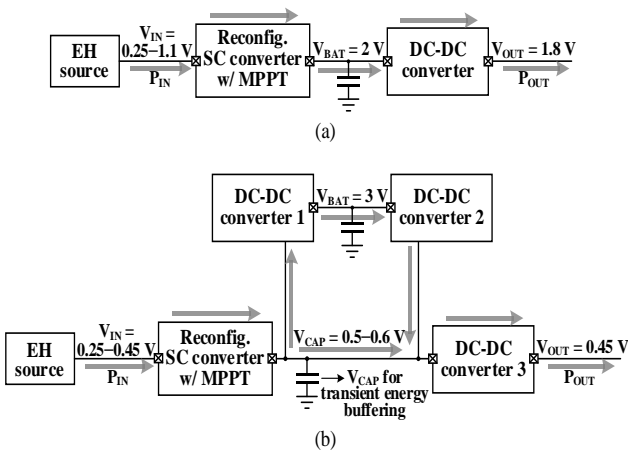 EH source
V_IN =
0.25–1.1 V
P_IN
Reconfig.
SC converter
w/ MPPT
V_BAT = 2 V
DC-DC
converter
V_OUT = 1.8 V
P_OUT
(a)
DC-DC
converter 1
V_BAT = 3 V
DC-DC
converter 2
EH
source
V_IN =
0.25–0.45 V
P_IN
Reconfig.
SC converter
w/ MPPT
V_CAP = 0.5–0.6 V
V_CAP for
transient energy
buffering
DC-DC
converter 3
V_OUT = 0.45 V
P_OUT
(b)